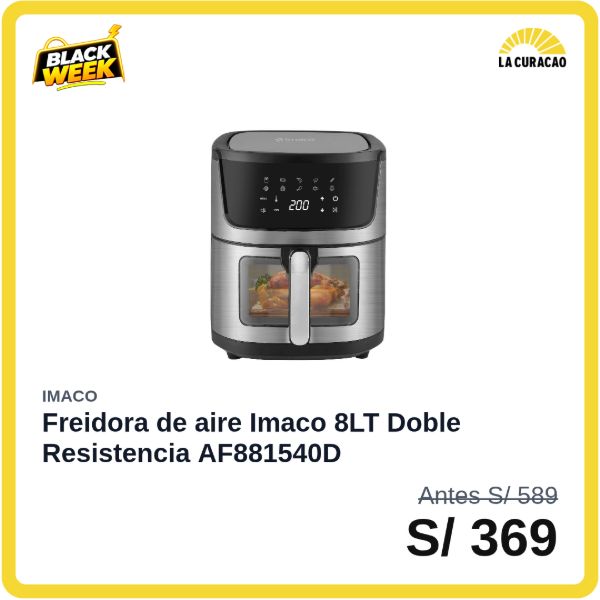 BLACK
WEEK
LA CURACAO
200
IMACO
Freidora de aire Imaco 8LT Doble
Resistencia AF881540D
Antes S/ 589
S/ 369